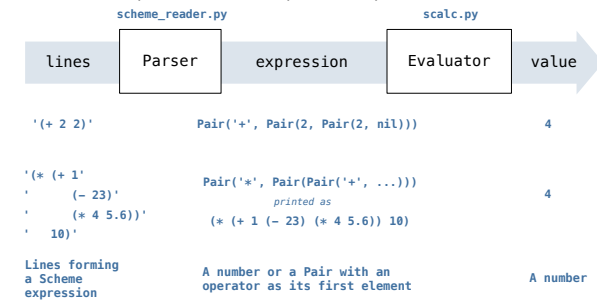 scheme_reader.py scalc.py
lines Parser expression Evaluator value
'(+ 2 2)' Pair('+', Pair(2, Pair(2, nil))) 4
'(* (+ 1'
' (- 23)'
' (* 4 5.6))'
' 10)'
Pair('*', Pair(Pair('+', ...)))
printed as
(* (+ 1 (- 23) (* 4 5.6)) 10)
4
Lines forming
a Scheme
expression
A number or a Pair with an
operator as its first element
A number